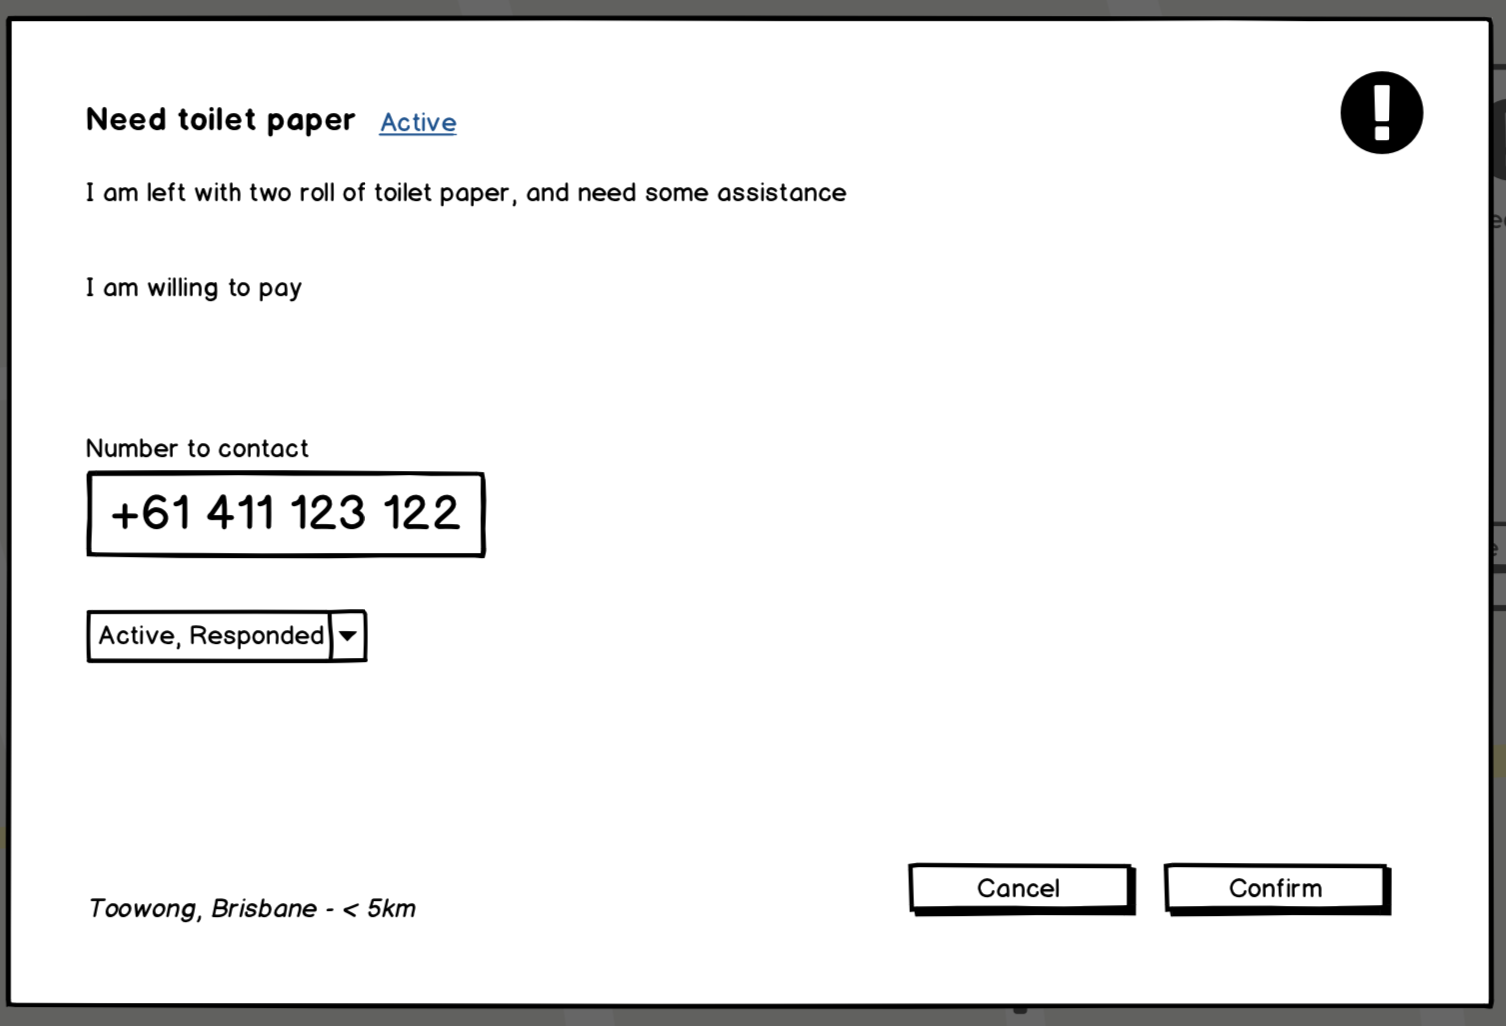 Need toilet paper Active
I am left with two roll of toilet paper, and need some assistance
I am willing to pay
Number to contact
+61 411 123 122
Active, Responded
Cancel Confirm
Toowong, Brisbane - < 5km